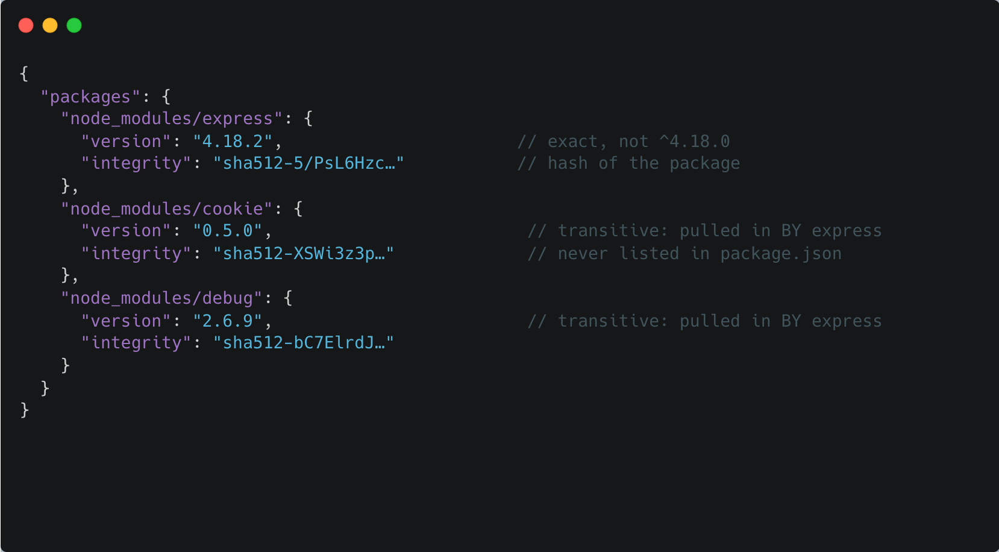 {
  "packages": {
    "node_modules/express": {
      "version": "4.18.2",                       // exact, not ^4.18.0
      "integrity": "sha512-5/PsL6Hzc…"           // hash of the package
    },
    "node_modules/cookie": {
      "version": "0.5.0",                         // transitive: pulled in BY express
      "integrity": "sha512-XSWi3z3p…"             // never listed in package.json
    },
    "node_modules/debug": {
      "version": "2.6.9",                         // transitive: pulled in BY express
      "integrity": "sha512-bC7ElrdJ…"
    }
  }
}